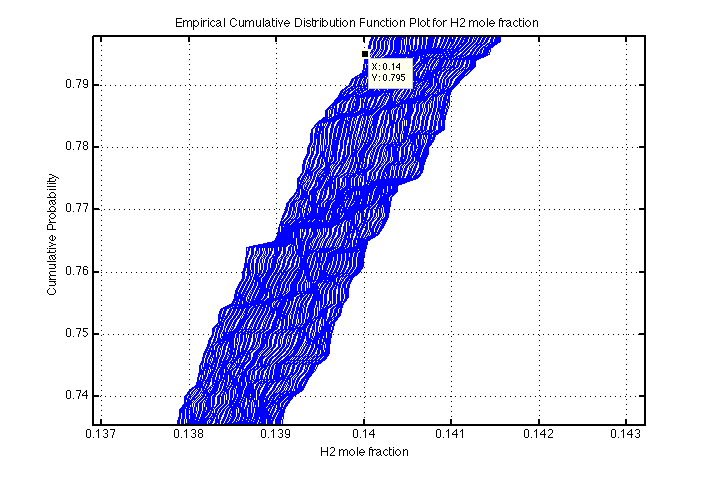 Empirical Cumulative Distribution Function Plot for H2 mole fraction
X: 0.14
Y: 0.795
0.79
0.78
0.77
0.76
0.75
0.74
Cumulative Probability
0.137 0.138 0.139 0.14 0.141 0.142 0.143
H2 mole fraction